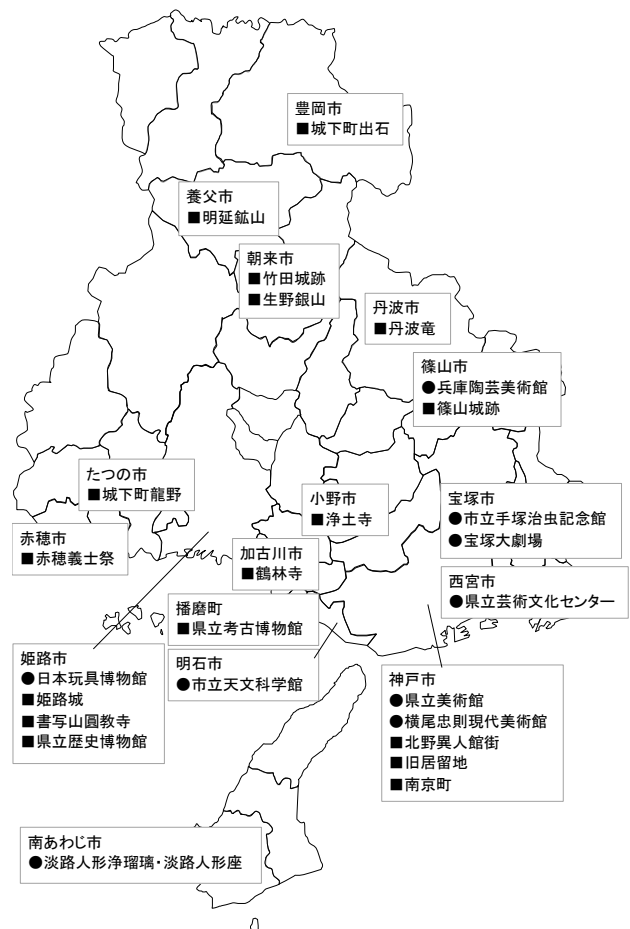 豊岡市
■城下町出石
養父市
■明延鉱山
朝来市
■竹田城跡
■生野銀山
丹波市
■丹波竜
篠山市
●兵庫陶芸美術館
■篠山城跡
たつの市
■城下町龍野
小野市
■浄土寺
宝塚市
●市立手塚治虫記念館
●宝塚大劇場
赤穂市
■赤穂義士祭
加古川市
■鶴林寺
西宮市
●県立芸術文化センター
播磨町
■県立考古博物館
姫路市
●日本玩具博物館
■姫路城
■書写山圓教寺
■県立歴史博物館
明石市
●市立天文科学館
神戸市
●県立美術館
●横尾忠則現代美術館
■北野異人館街
■旧居留地
■南京町
南あわじ市
●淡路人形浄瑠璃・淡路人形座